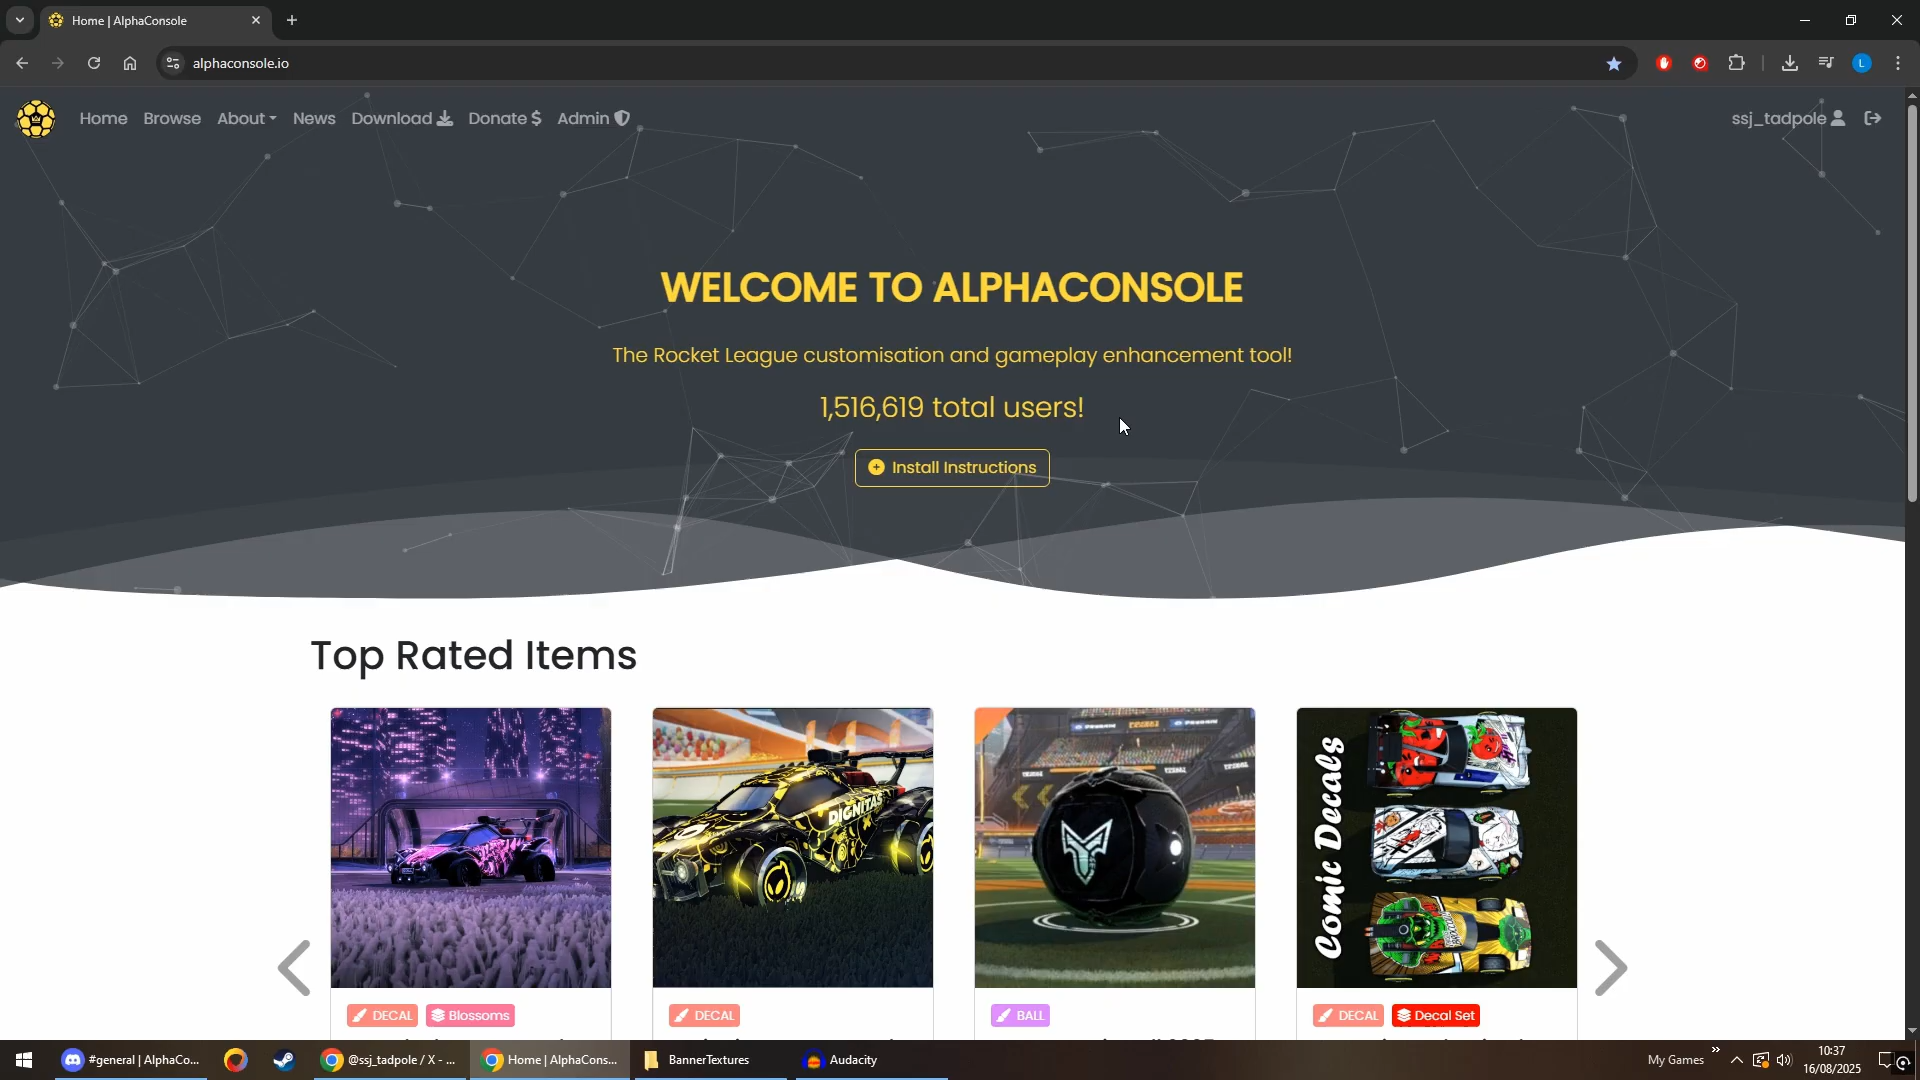 Home | AlphaConsole
alphaconsole.io
L
Home Browse About News Download Donate $ Admin
ssj_tadpole
WELCOME TO ALPHACONSOLE
The Rocket League customisation and gameplay enhancement tool!
1,516,619 total users!
Install Instructions
Top Rated Items
DIGNITAS
Comic Decals
DECAL Blossoms
DECAL
BALL
DECAL Decal Set
#general | AlphaCo...
@ssj_tadpole / X - ...
Home | AlphaCons...
BannerTextures
Audacity
My Games
10:37
16/08/2025